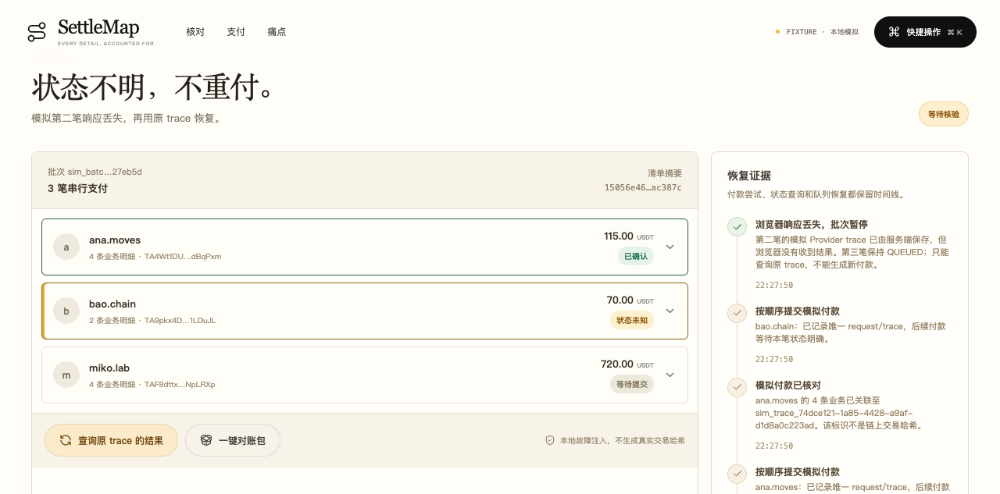 SettleMap
EVERY DETAIL, ACCOUNTED FOR.
核对
支付
痛点
FIXTURE · 本地模拟
快捷操作 ⌘ K
状态不明，不重付。
模拟第二笔响应丢失，再用原 trace 恢复。
等待核验
批次 sim_batc…27eb5d
3 笔串行支付
清单摘要
15056e46…ac387c
a
ana.moves
4 条业务明细 · TA4Wt1DU…dBqPxm
115.00 USDT
已确认
b
bao.chain
2 条业务明细 · TA9pkx4D…1LDuJL
70.00 USDT
状态未知
m
miko.lab
4 条业务明细 · TAF8dttx…NpLRXp
720.00 USDT
等待提交
查询原 trace 的结果
一键对账包
本地故障注入，不生成真实交易哈希
恢复证据
付款尝试、状态查询和队列恢复都保留时间线。
浏览器响应丢失，批次暂停
第二笔的模拟 Provider trace 已由服务端保存，但
浏览器没有收到结果。第三笔保持 QUEUED；只能
查询原 trace，不能生成新付款。
22:27:50
按顺序提交模拟付款
bao.chain：已记录唯一 request/trace，后续付款
等待本笔状态明确。
22:27:50
模拟付款已核对
ana.moves 的 4 条业务已关联至
sim_trace_74dce121-1a85-4428-a9af-
d1d8a0c223ad。该标识不是链上交易哈希。
22:27:50
按顺序提交模拟付款
ana.moves：已记录唯一 request/trace，后续付款